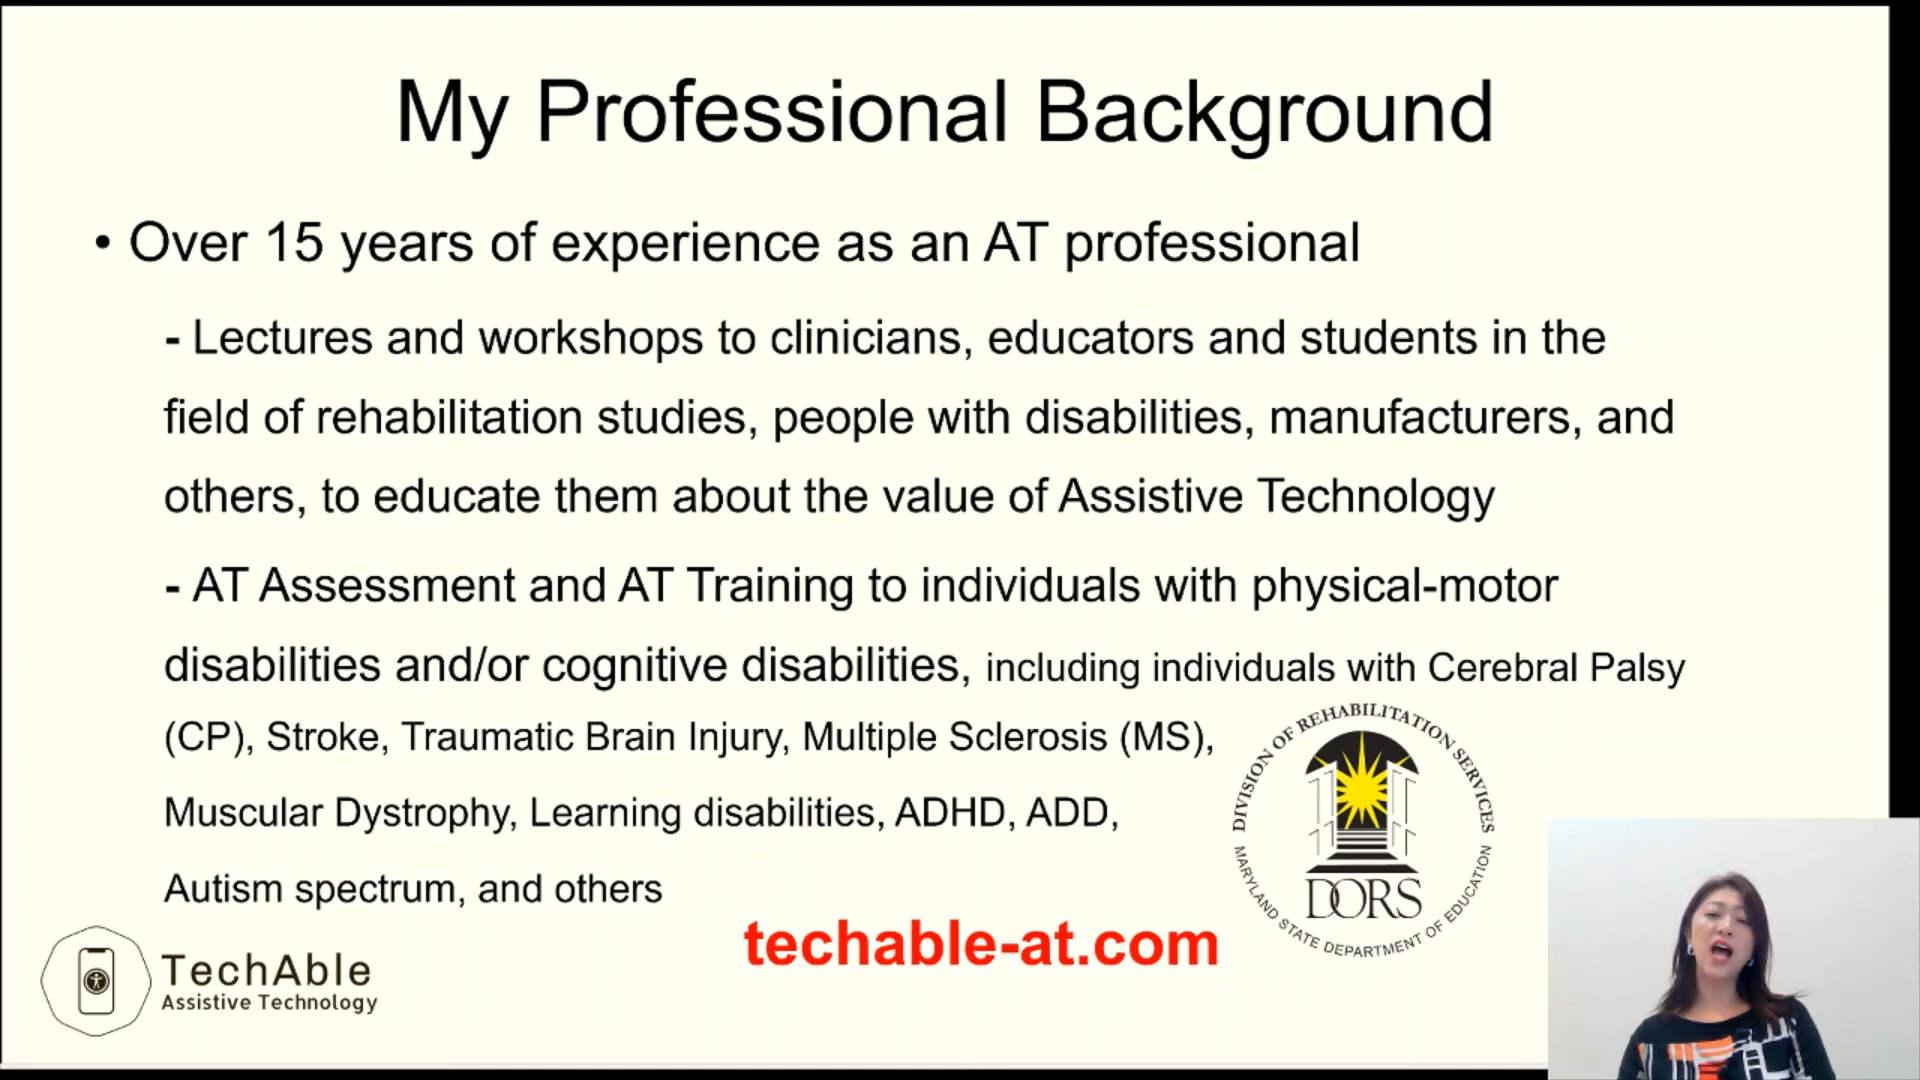 My Professional Background
• Over 15 years of experience as an AT professional
- Lectures and workshops to clinicians, educators and students in the
field of rehabilitation studies, people with disabilities, manufacturers, and
others, to educate them about the value of Assistive Technology
- AT Assessment and AT Training to individuals with physical-motor
disabilities and/or cognitive disabilities, including individuals with Cerebral Palsy
(CP), Stroke, Traumatic Brain Injury, Multiple Sclerosis (MS),
Muscular Dystrophy, Learning disabilities, ADHD, ADD,
Autism spectrum, and others
DIVISION OF REHABILITATION SERVICES
DORS
MARYLAND STATE DEPARTMENT OF EDUCATION
techable-at.com
TechAble
Assistive Technology